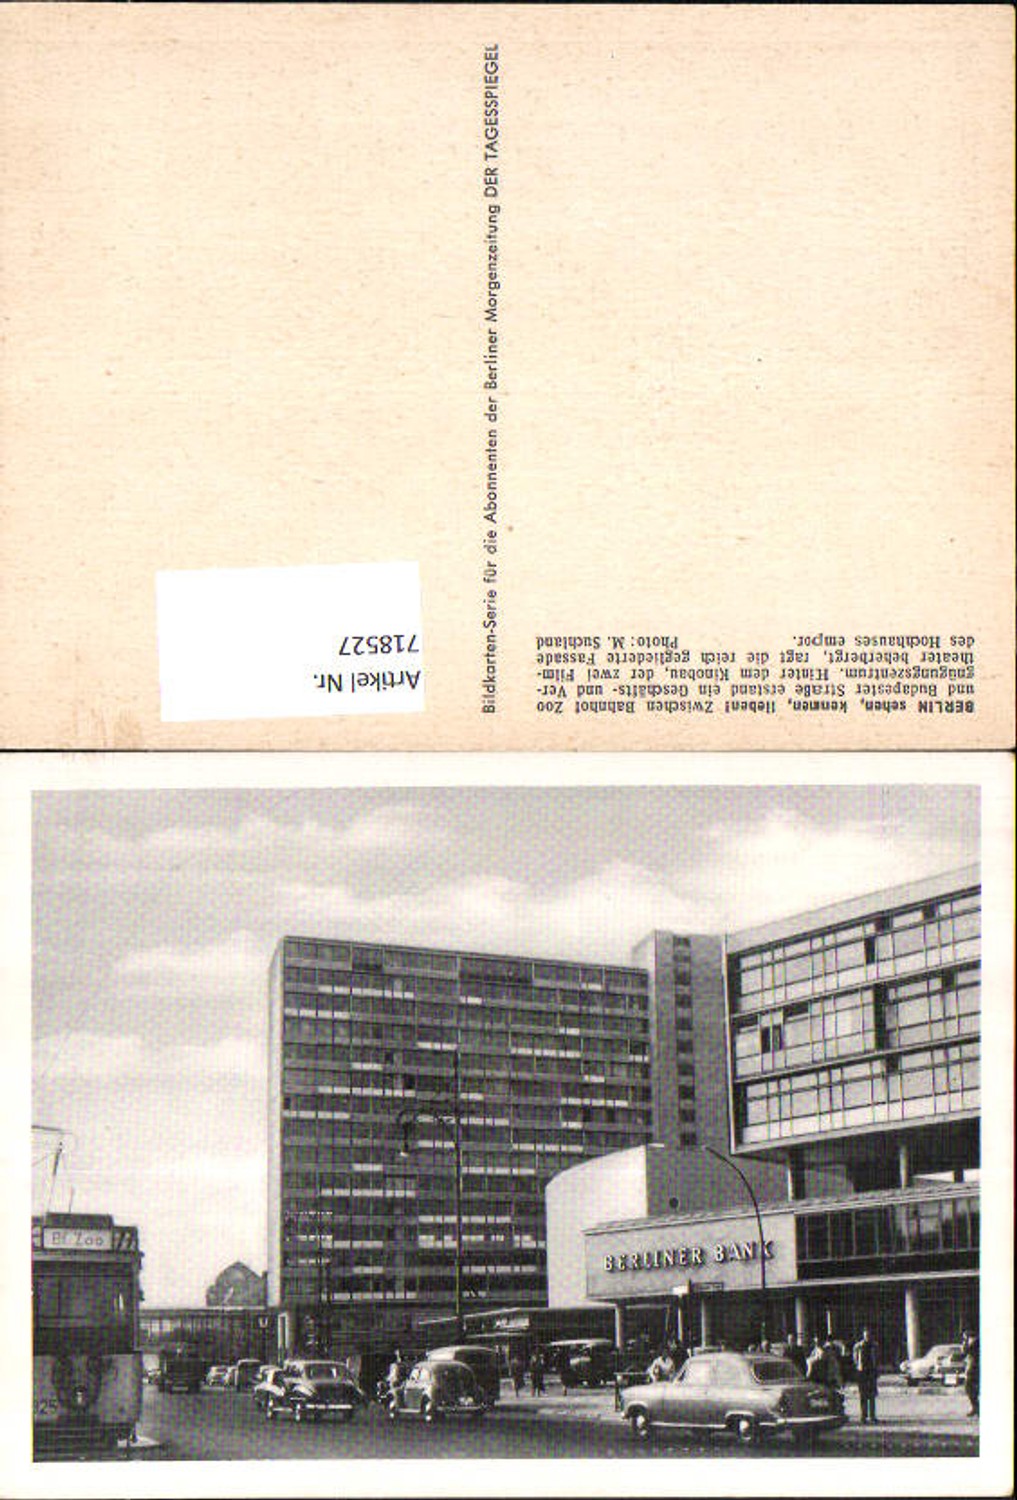 Bildkarten-Serie für die Abonnenten der Berliner Morgenzeitung DER TAGESSPIEGEL
Artikel Nr.
718527
BERLIN sehen, kennen, lieben! Zwischen Bahnhof Zoo
und Budapester Straße erstand ein Geschäfts- und Ver-
gnügungszentrum. Hinter dem Kinobau, der zwei Film-
theater beherbergt, ragt die reich gegliederte Fassade
des Hochhauses empor. Photo: M. Suchland
Bf. Zoo 77
25
BERLINER BANK